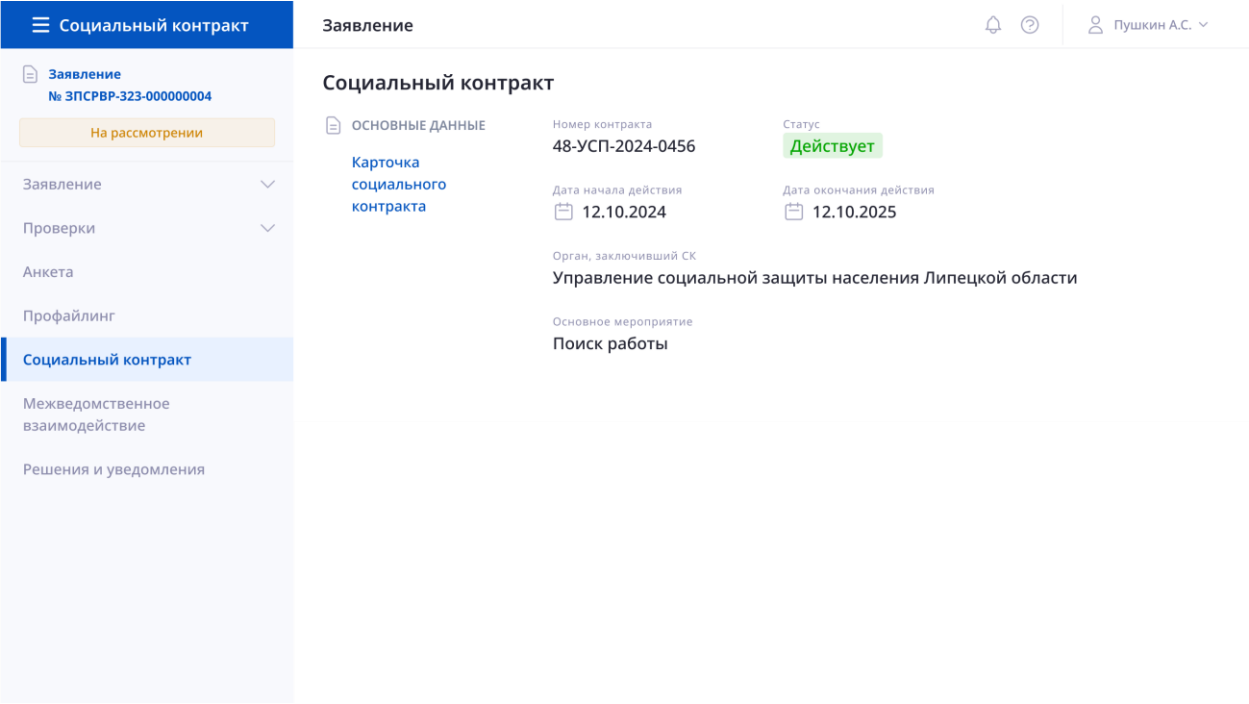 Социальный контракт
Заявление
Пушкин А.С.
Заявление
№ ЗПСРВР-323-000000004
На рассмотрении
Заявление
Проверки
Анкета
Профайлинг
Социальный контракт
Межведомственное
взаимодействие
Решения и уведомления
Социальный контракт
ОСНОВНЫЕ ДАННЫЕ
Карточка
социального
контракта
Номер контракта
48-УСП-2024-0456
Статус
Действует
Дата начала действия
12.10.2024
Дата окончания действия
12.10.2025
Орган, заключивший СК
Управление социальной защиты населения Липецкой области
Основное мероприятие
Поиск работы